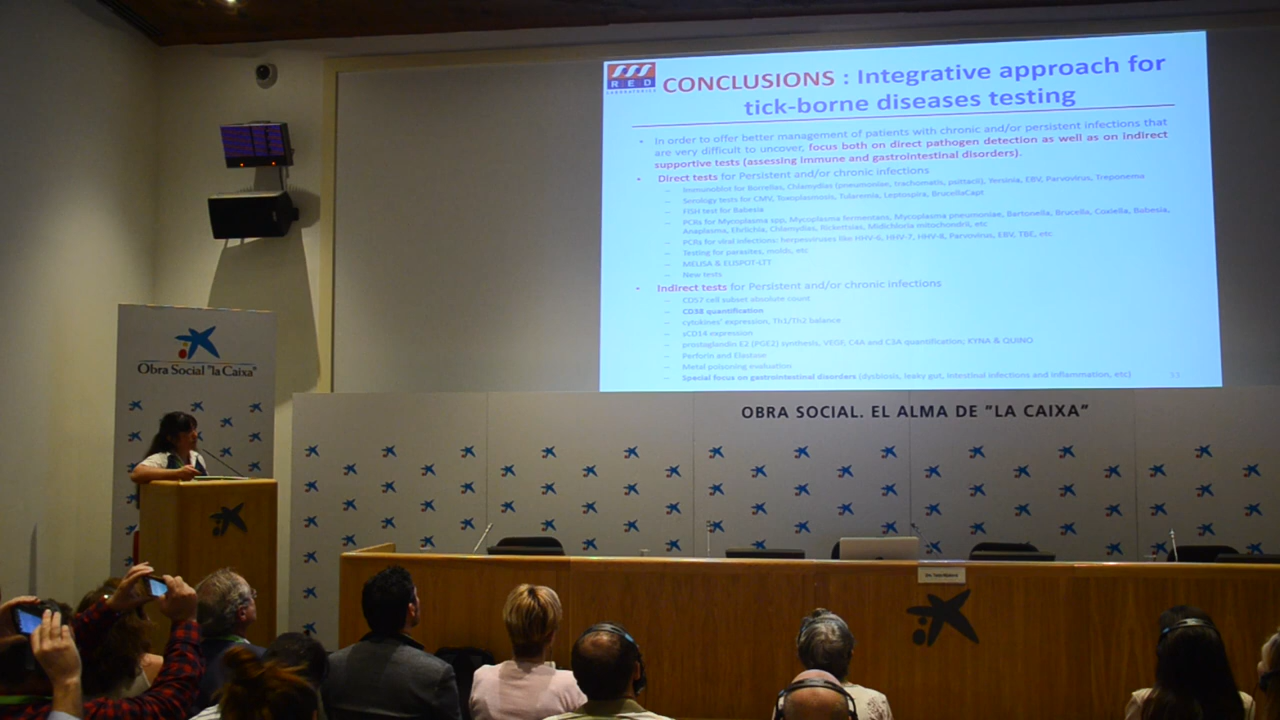 RED
LABORATORIES
CONCLUSIONS : Integrative approach for
tick-borne diseases testing
• In order to offer better management of patients with chronic and/or persistent infections that
are very difficult to uncover, focus both on direct pathogen detection as well as on indirect
supportive tests (assessing immune and gastrointestinal disorders).
• Direct tests for Persistent and/or chronic infections
– Immunoblot for Borrelias, Chlamydias (pneumoniae, trachomatis, psittaci), Yersinia, EBV, Parvovirus, Treponema
– Serology tests for CMV, Toxoplasmosis, Tularemia, Leptospira, BrucellaCapt
– FISH test for Babesia
– PCRs for Mycoplasma spp, Mycoplasma fermentans, Mycoplasma pneumoniae, Bartonella, Brucella, Coxiella, Babesia,
Anaplasma, Ehrlichia, Chlamydias, Rickettsias, Midichloria mitochondrii, etc
– PCRs for viral infections: herpesviruses like HHV-6, HHV-7, HHV-8, Parvovirus, EBV, TBE, etc
– Testing for parasites, molds, etc
– MELISA & ELISPOT-LTT
– New tests
• Indirect tests for Persistent and/or chronic infections
– CD57 cell subset absolute count
– CD38 quantification
– cytokines' expression, Th1/Th2 balance
– sCD14 expression
– prostaglandin E2 (PGE2) synthesis, VEGF, C4A and C3A quantification; KYNA & QUINO
– Perforin and Elastase
– Metal poisoning evaluation
– Special focus on gastrointestinal disorders (dysbiosis, leaky gut, intestinal infections and inflammation, etc)
Obra Social "la Caixa"
OBRA SOCIAL. EL ALMA DE "LA CAIXA"